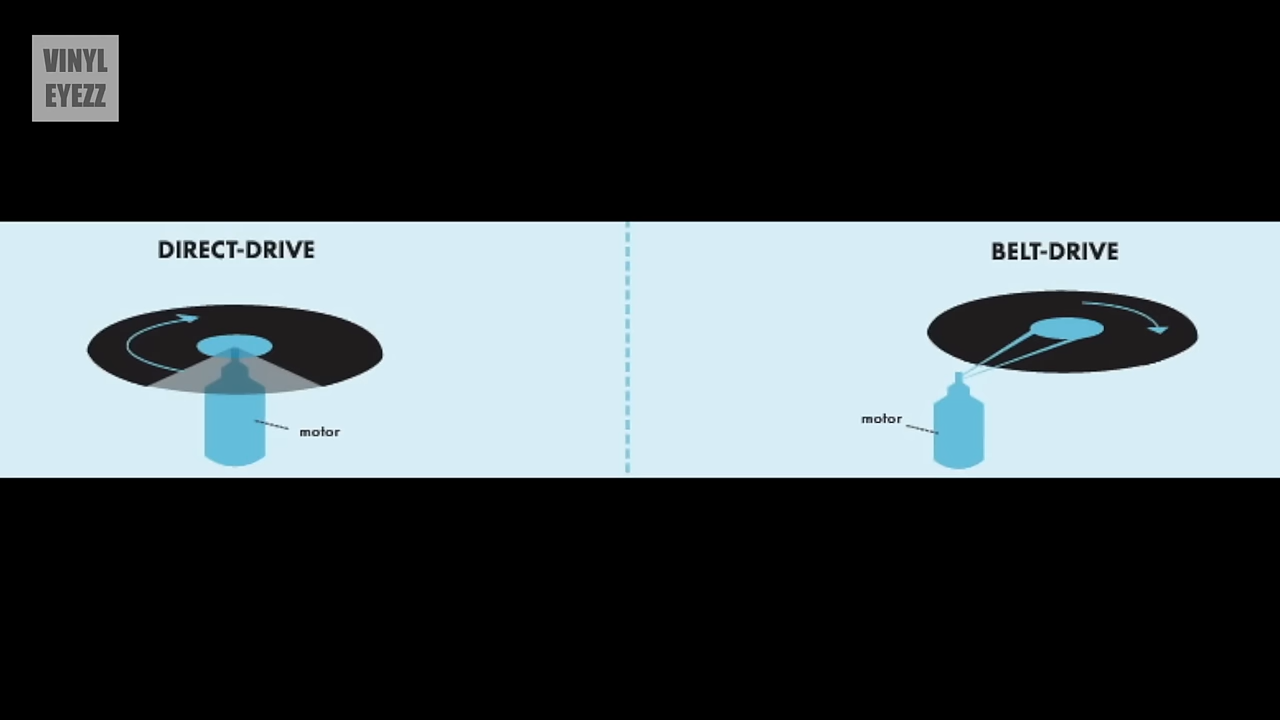 VINYL
EYEZZ
DIRECT-DRIVE
BELT-DRIVE
motor
motor